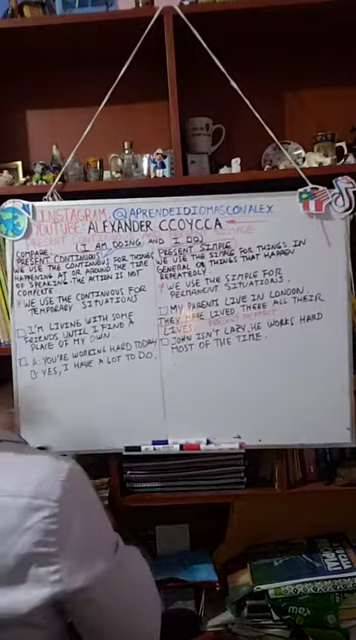 INSTAGRAM: @APRENDEIDIOMASCONALEX
YOUTUBE: ALEXANDER CCOYCCA
PRESENT CONTINUOUS SIMPLE
(I AM DOING AND I DO)
COMPARE:
PRESENT CONTINUOUS
WE USE THE CONTINUOUS FOR THINGS
HAPPENING AT OR AROUND THE TIME
OF SPEAKING. THE ACTION IS NOT
COMPLETE
WE USE THE CONTINUOUS FOR
TEMPORARY SITUATIONS
I'M LIVING WITH SOME
FRIENDS UNTIL I FIND A
PLACE OF MY OWN.
A: YOU'RE WORKING HARD TODAY
B: YES, I HAVE A LOT TO DO.
PRESENT SIMPLE
WE USE THE SIMPLE FOR THINGS IN
GENERAL OR THINGS THAT HAPPEN
REPEATEDLY.
WE USE THE SIMPLE FOR
PERMANENT SITUATIONS.
MY PARENTS LIVE IN LONDON
THEY HAVE LIVED THERE ALL THEIR
LIVES. PRESENT PERFECT
JOHN ISN'T LAZY. HE WORKS HARD
MOST OF THE TIME.